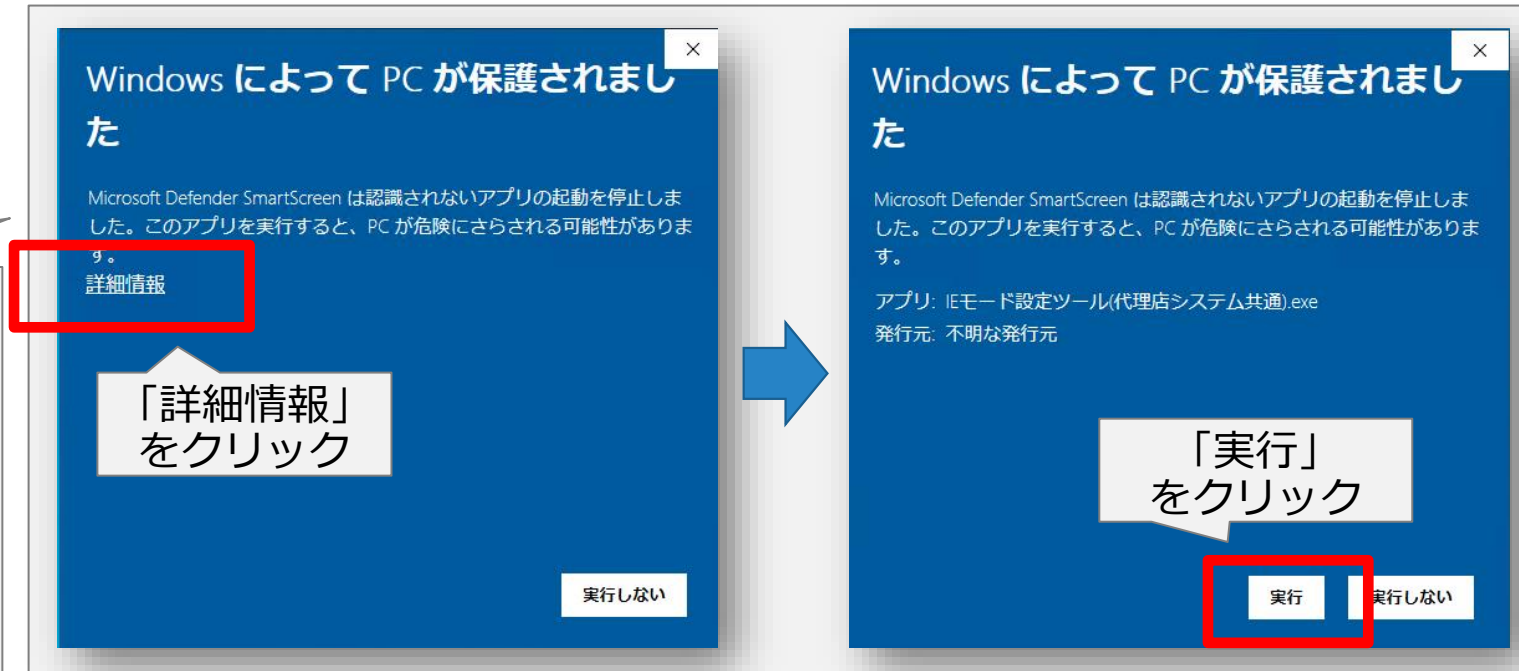 Windows によって PC が保護されまし
た
Microsoft Defender SmartScreen は認識されないアプリの起動を停止しま
した。このアプリを実行すると、PC が危険にさらされる可能性がありま
す。
詳細情報
「詳細情報」
をクリック
実行しない
Windows によって PC が保護されまし
た
Microsoft Defender SmartScreen は認識されないアプリの起動を停止しま
した。このアプリを実行すると、PC が危険にさらされる可能性がありま
す。
アプリ: IEモード設定ツール(代理店システム共通).exe
発行元: 不明な発行元
「実行」
をクリック
実行
実行しない